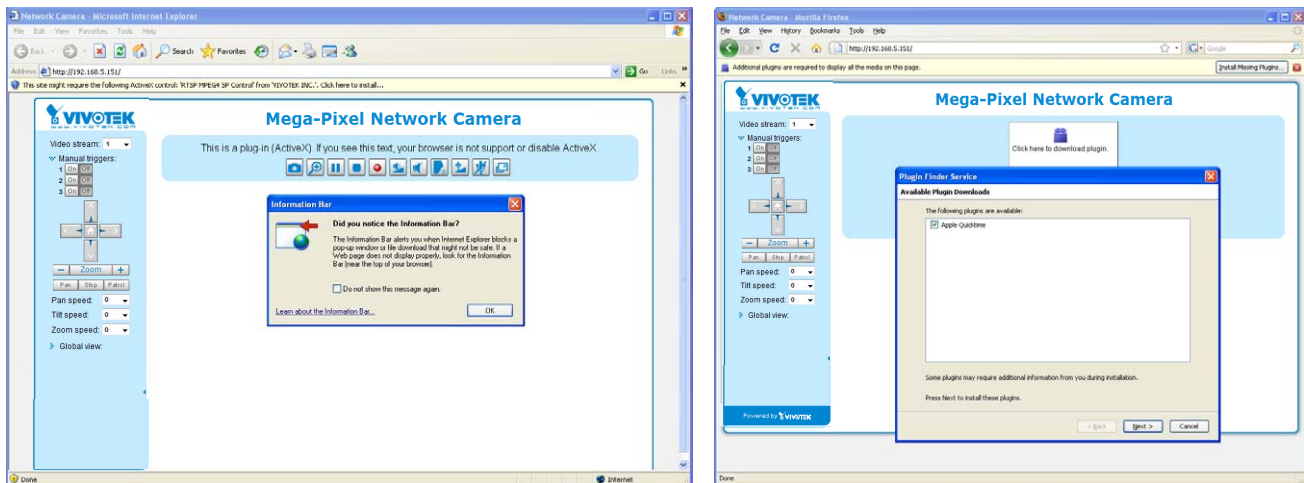 Network Camera - Microsoft Internet Explorer
File Edit View Favorites Tools Help
Back Search Favorites
Address http://192.168.5.151/ Go Links »
This site might require the following ActiveX control: 'RTSP MPEG4 SP Control' from 'VIVOTEK INC.'. Click here to install...
VIVOTEK
www.vivotek.com
Mega-Pixel Network Camera
Video stream: 1
Manual triggers:
1 On Off
2 On Off
3 On Off
Zoom
Pan Stop Patrol
Pan speed: 0
Tilt speed: 0
Zoom speed: 0
Global view:
This is a plug-in (ActiveX). If you see this text, your browser is not support or disable ActiveX.
Information Bar
Did you notice the Information Bar?
The Information Bar alerts you when Internet Explorer blocks a
pop-up window or file download that might not be safe. If a
Web page does not display properly, look for the Information
Bar (near the top of your browser).
Do not show this message again.
Learn about the Information Bar...
OK
Done
Internet
Network Camera - Mozilla Firefox
File Edit View History Bookmarks Tools Help
http://192.168.5.151/
Google
Additional plugins are required to display all the media on this page.
Install Missing Plugins...
VIVOTEK
www.vivotek.com
Mega-Pixel Network Camera
Video stream: 1
Manual triggers:
1 On Off
2 On Off
3 On Off
Zoom
Pan Stop Patrol
Pan speed: 0
Tilt speed: 0
Zoom speed: 0
Global view:
Powered by VIVOTEK
Click here to download plugin.
Plugin Finder Service
Available Plugin Downloads
The following plugins are available:
Apple Quicktime
Some plugins may require additional information from you during installation.
Press Next to install these plugins.
< Back Next > Cancel
Done